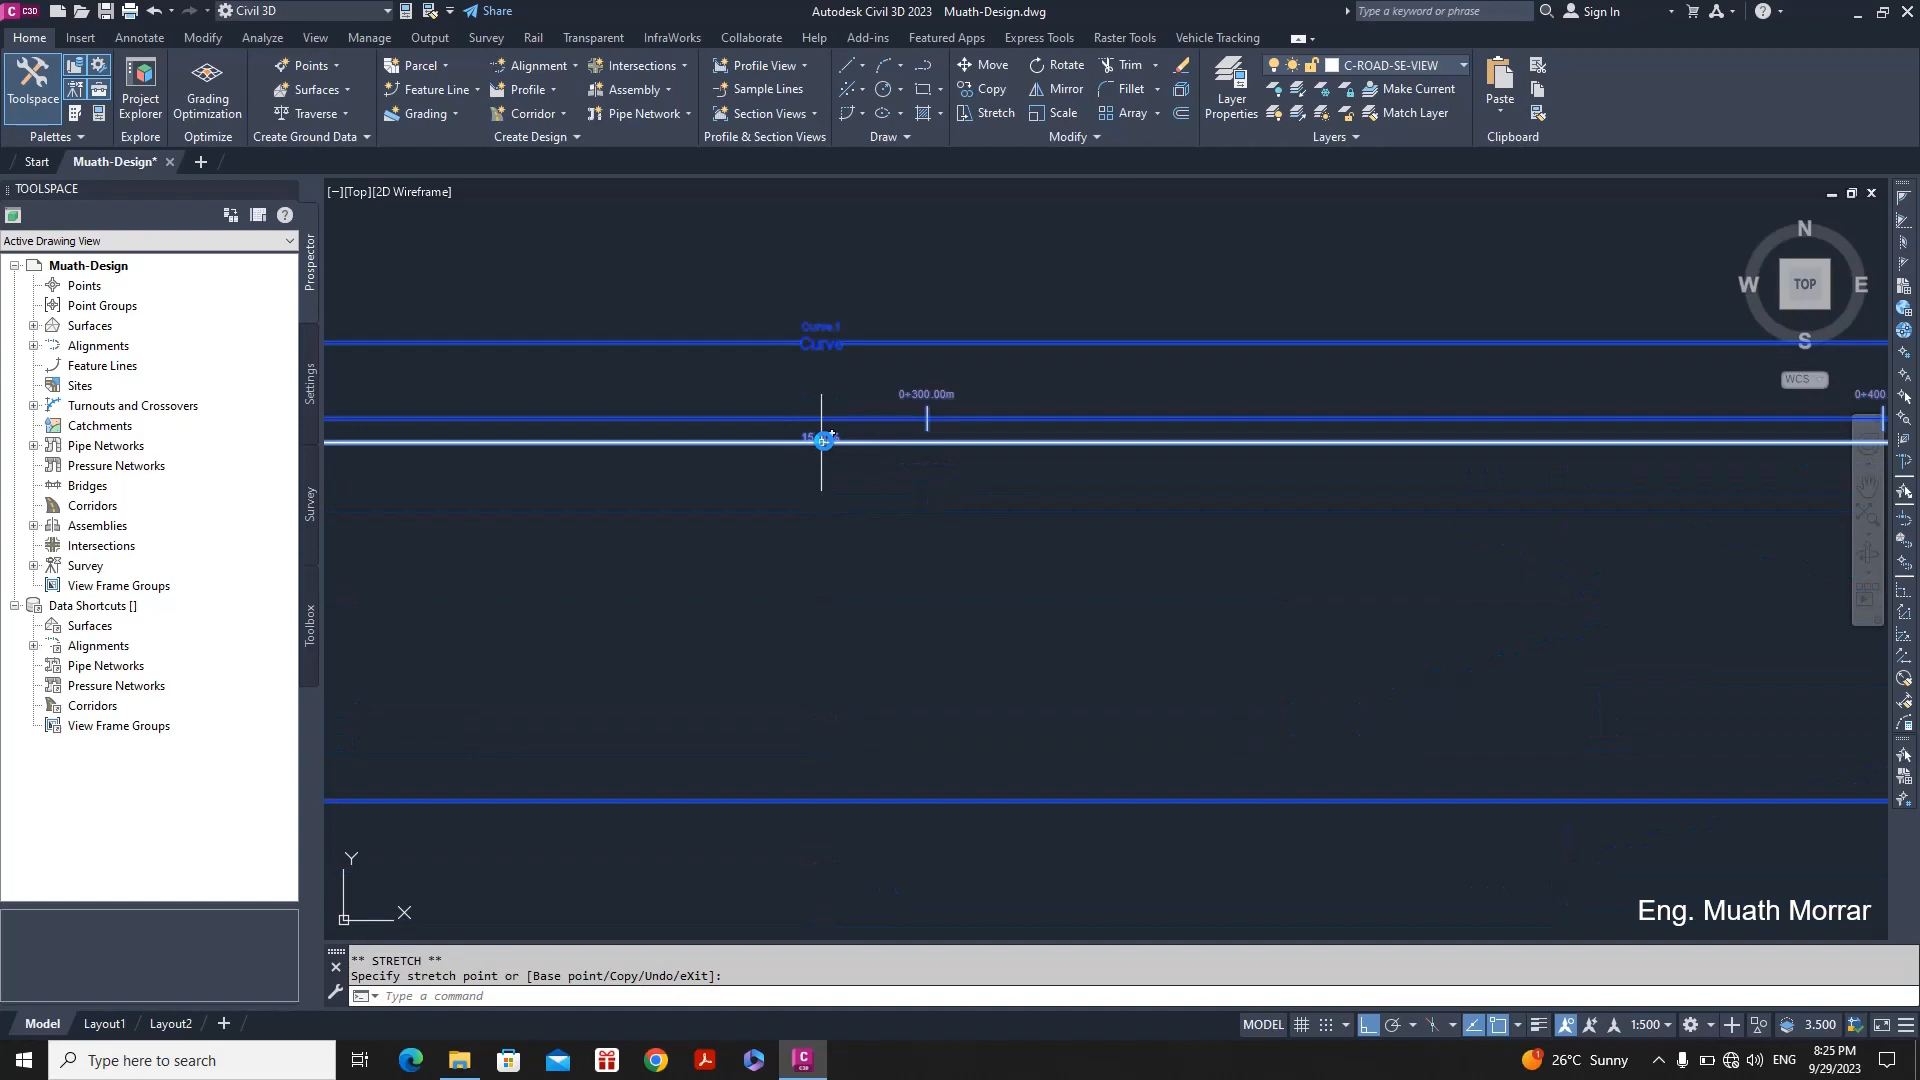 C3D
Civil 3D
Share
Autodesk Civil 3D 2023 Muath-Design.dwg
Type a keyword or phrase
Sign In
Home Insert Annotate Modify Analyze View Manage Output Survey Rail Transparent InfraWorks Collaborate Help Add-ins Featured Apps Express Tools Raster Tools Vehicle Tracking
Toolspace
Project Explorer
Grading Optimization
Points
Surfaces
Traverse
Parcel
Feature Line
Grading
Alignment
Profile
Corridor
Intersections
Assembly
Pipe Network
Profile View
Sample Lines
Section Views
Move
Copy
Stretch
Rotate
Mirror
Scale
Trim
Fillet
Array
Layer Properties
C-ROAD-SE-VIEW
Make Current
Match Layer
Paste
Palettes Explore Optimize Create Ground Data Create Design Profile & Section Views Draw Modify Layers Clipboard
Start Muath-Design*
TOOLSPACE
Active Drawing View
Muath-Design
Points
Point Groups
Surfaces
Alignments
Feature Lines
Sites
Turnouts and Crossovers
Catchments
Pipe Networks
Pressure Networks
Bridges
Corridors
Assemblies
Intersections
Survey
View Frame Groups
Data Shortcuts []
Surfaces
Alignments
Pipe Networks
Pressure Networks
Corridors
View Frame Groups
Prospector
Settings
Survey
Toolbox
[−][Top][2D Wireframe]
N
W TOP E
S
WCS
Curve.1
Curve
0+300.00m
0+400
Y
X
Eng. Muath Morrar
** STRETCH **
Specify stretch point or [Base point/Copy/Undo/eXit]:
Type a command
Model Layout1 Layout2
MODEL
1:500
3.500
Type here to search
26°C Sunny
ENG
8:25 PM
9/29/2023